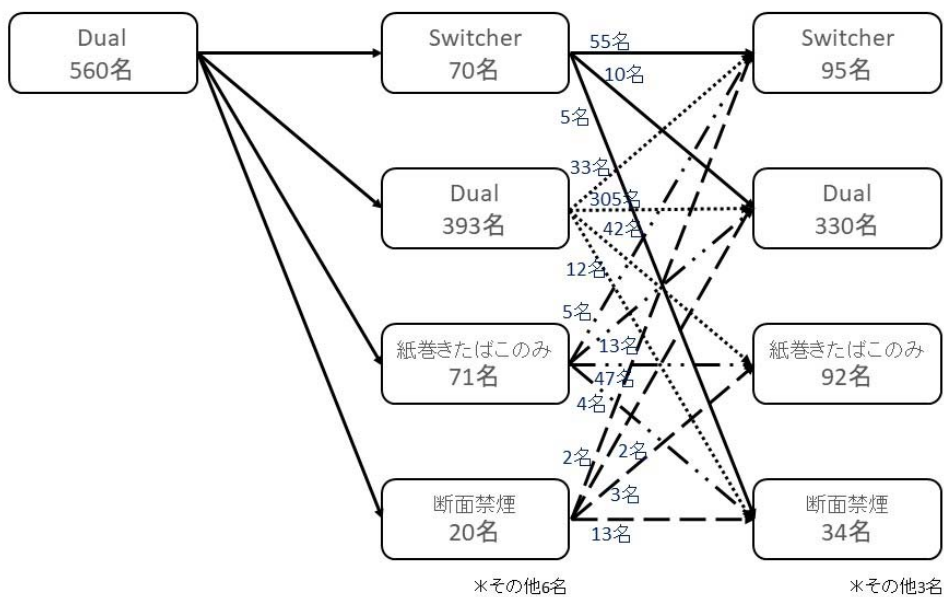 Dual
560名
Switcher
70名
Dual
393名
紙巻きたばこのみ
71名
断面禁煙
20名
＊その他6名
55名
10名
5名
33名
305名
42名
12名
5名
13名
47名
4名
2名
2名
3名
13名
Switcher
95名
Dual
330名
紙巻きたばこのみ
92名
断面禁煙
34名
＊その他3名